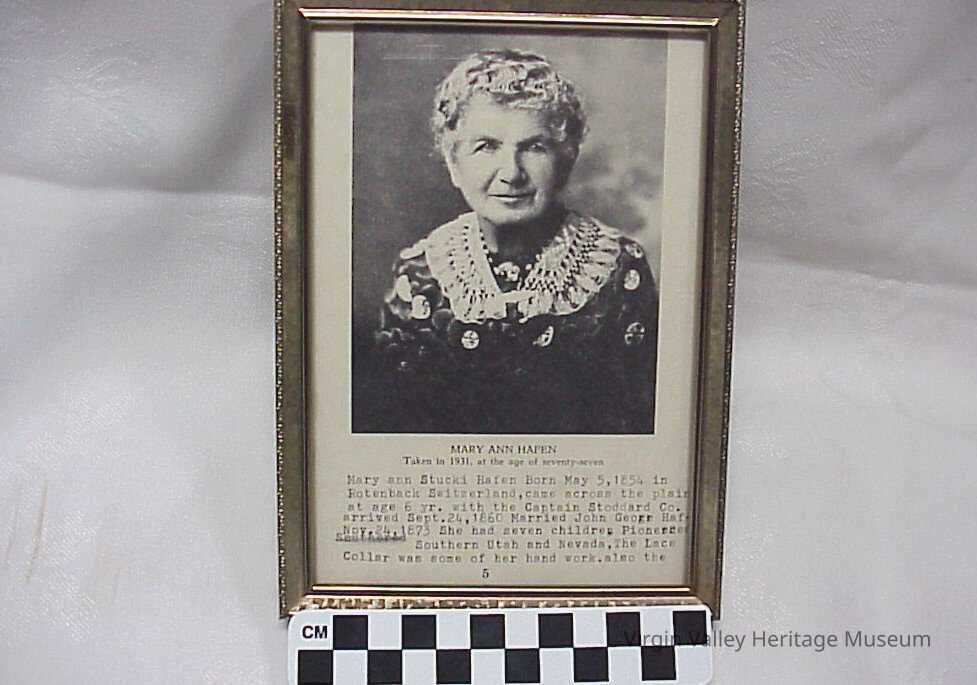 MARY ANN HAFEN
Taken in 1931, at the age of seventy-seven
Mary ann Stucki Hafen Born May 5,1854 in
Rotenback Switzerland,came across the plain
at age 6 yr. with the Captain Stoddard Co.
arrived Sept.24,1860 Married John George Haf
Nov.24,1873 She had seven children Pioneered
Southern Utah and Nevada,The Lace
Collar was some of her hand work.also the
5
CM
Virgin Valley Heritage Museum